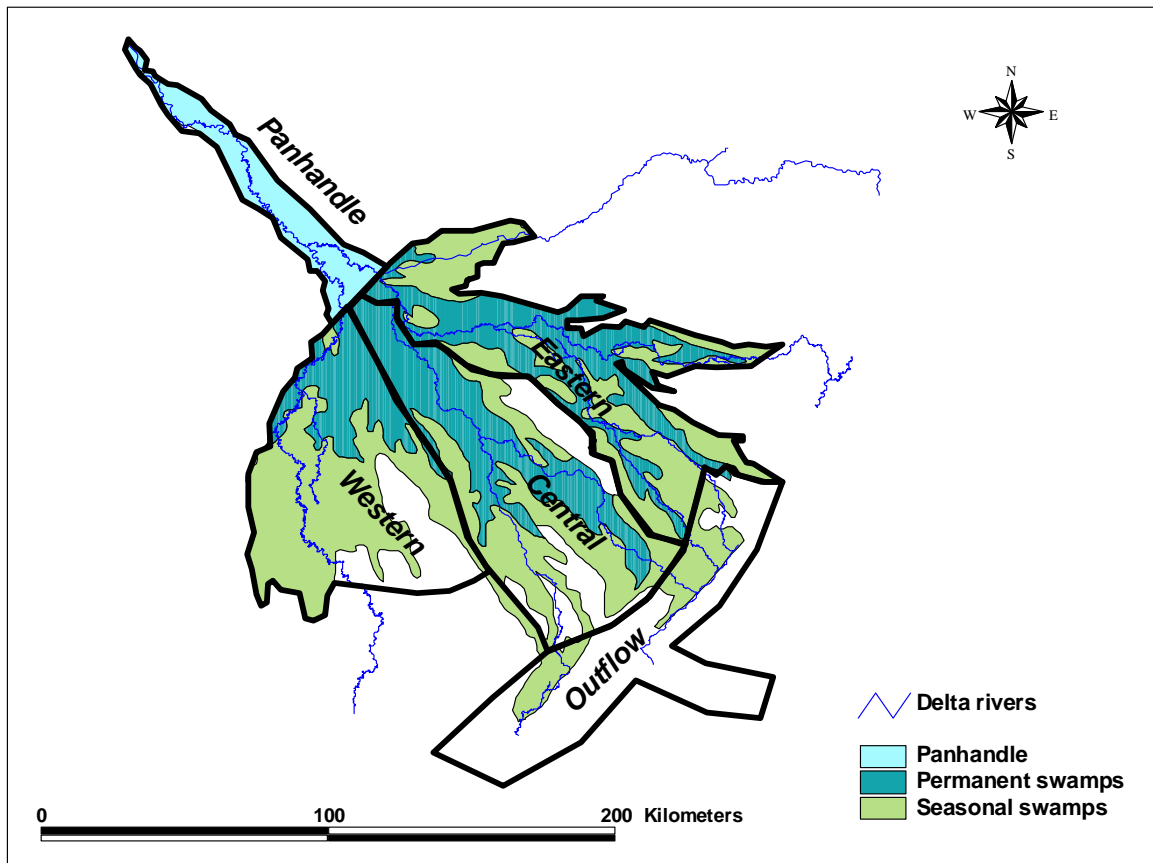 N
W
E
S
Panhandle
Eastern
Western
Central
Outflow
Delta rivers
Panhandle
Permanent swamps
Seasonal swamps
0 100 200 Kilometers